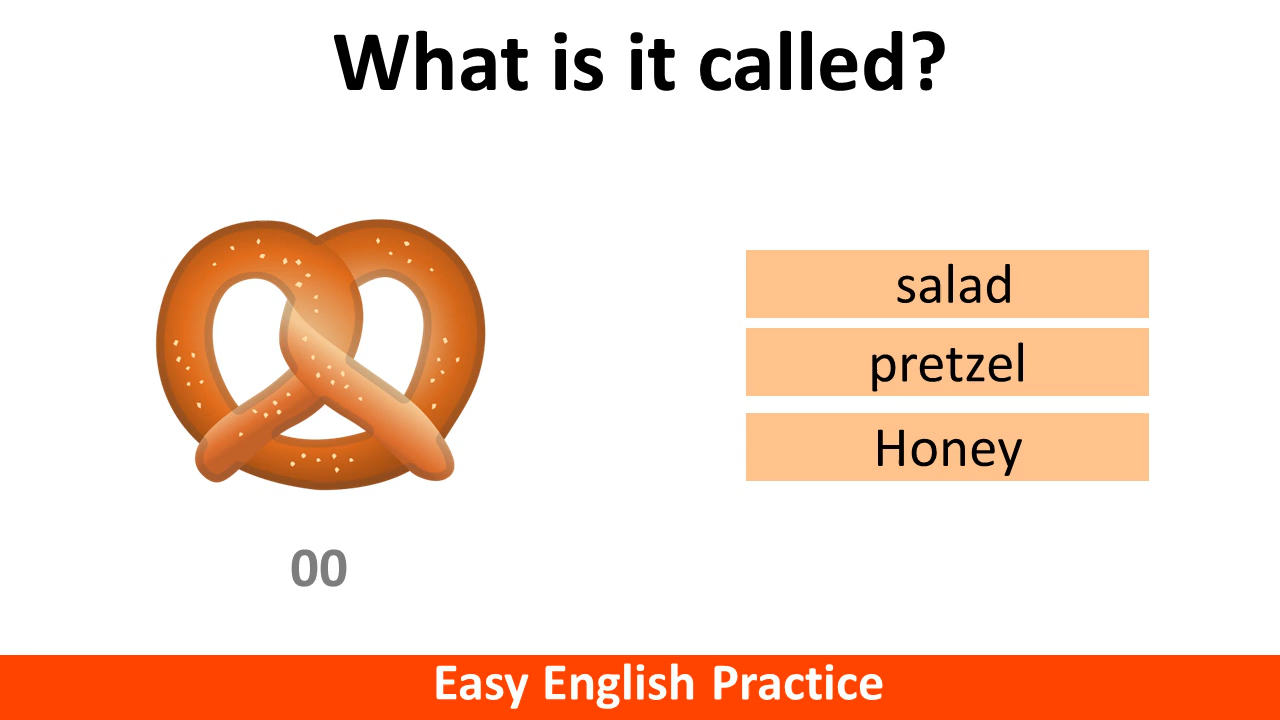 What is it called?
salad
pretzel
Honey
00
Easy English Practice